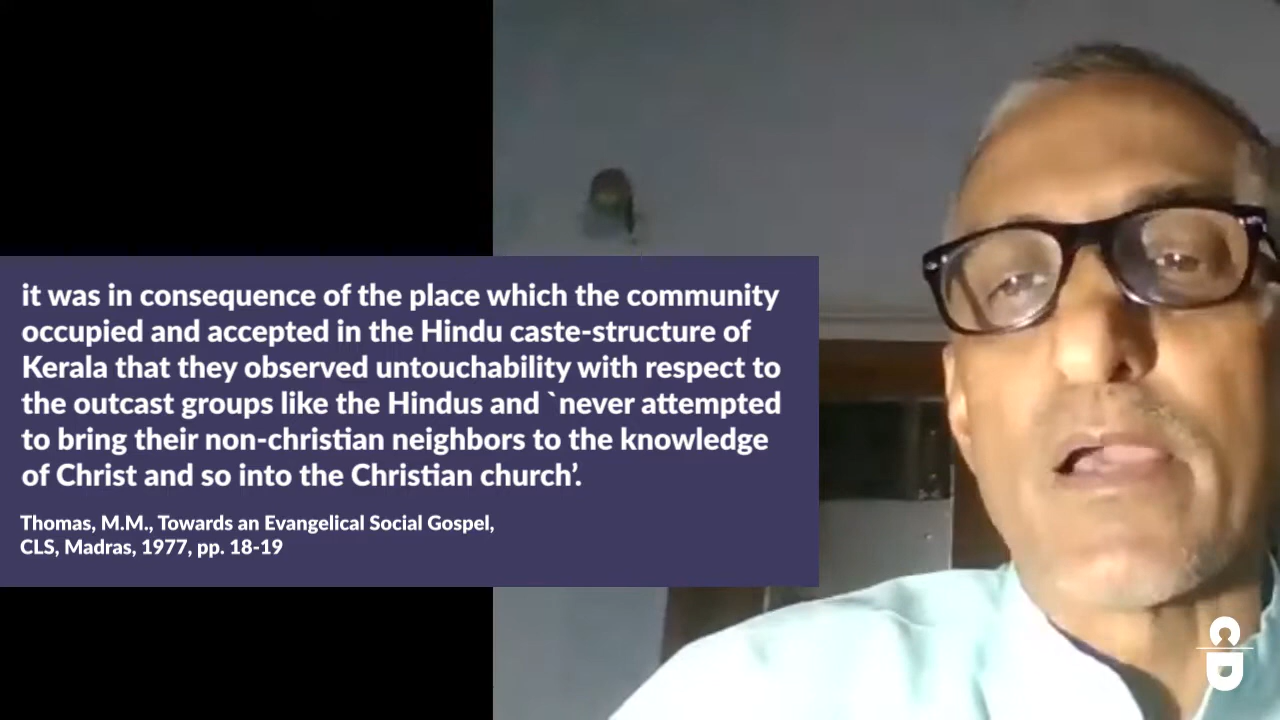 it was in consequence of the place which the community
occupied and accepted in the Hindu caste-structure of
Kerala that they observed untouchability with respect to
the outcast groups like the Hindus and `never attempted
to bring their non-christian neighbors to the knowledge
of Christ and so into the Christian church’.
Thomas, M.M., Towards an Evangelical Social Gospel,
CLS, Madras, 1977, pp. 18-19
CD